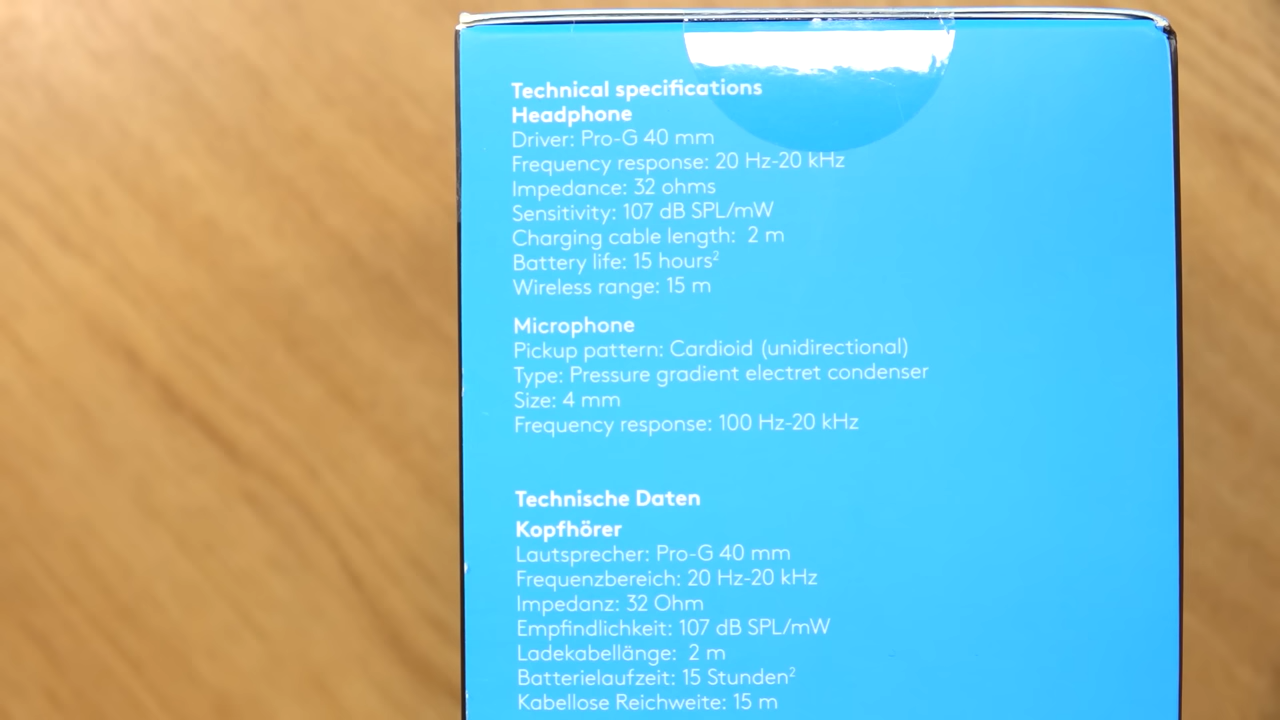 Technical specifications
Headphone
Driver: Pro-G 40 mm
Frequency response: 20 Hz-20 kHz
Impedance: 32 ohms
Sensitivity: 107 dB SPL/mW
Charging cable length:  2 m
Battery life: 15 hours²
Wireless range: 15 m
Microphone
Pickup pattern: Cardioid (unidirectional)
Type: Pressure gradient electret condenser
Size: 4 mm
Frequency response: 100 Hz-20 kHz
Technische Daten
Kopfhörer
Lautsprecher: Pro-G 40 mm
Frequenzbereich: 20 Hz-20 kHz
Impedanz: 32 Ohm
Empfindlichkeit: 107 dB SPL/mW
Ladekabellänge:  2 m
Batterielaufzeit: 15 Stunden²
Kabellose Reichweite: 15 m